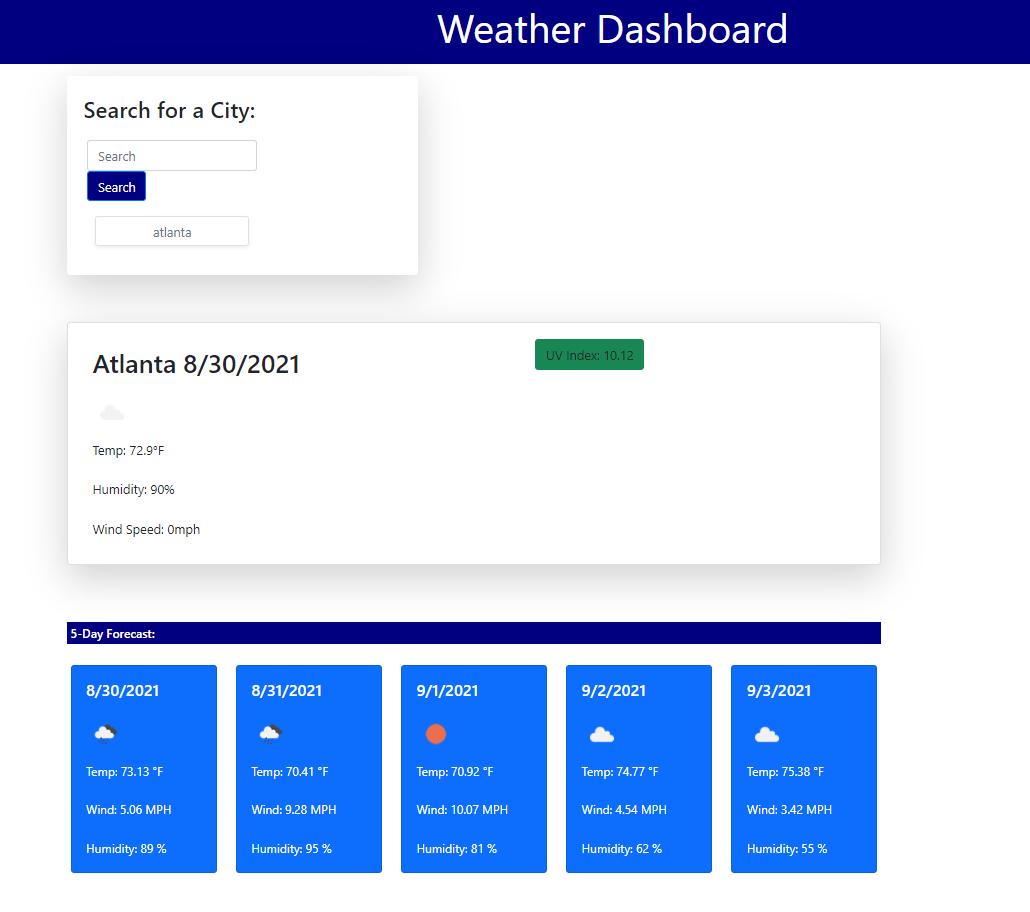 Weather Dashboard
Search for a City:
Search
Search
atlanta
Atlanta 8/30/2021
UV Index: 10.12
Temp: 72.9°F
Humidity: 90%
Wind Speed: 0mph
5-Day Forecast:
8/30/2021
Temp: 73.13 °F
Wind: 5.06 MPH
Humidity: 89 %
8/31/2021
Temp: 70.41 °F
Wind: 9.28 MPH
Humidity: 95 %
9/1/2021
Temp: 70.92 °F
Wind: 10.07 MPH
Humidity: 81 %
9/2/2021
Temp: 74.77 °F
Wind: 4.54 MPH
Humidity: 62 %
9/3/2021
Temp: 75.38 °F
Wind: 3.42 MPH
Humidity: 55 %